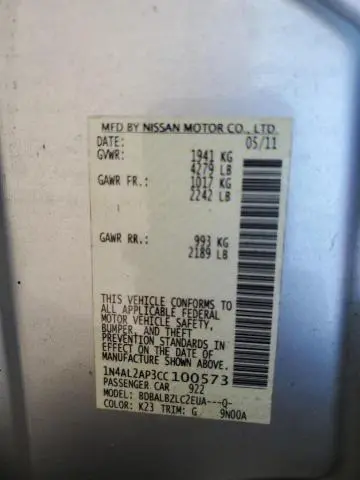 MFD BY NISSAN MOTOR CO., LTD.
DATE: 05/11
GVWR: 1941 KG
4279 LB
GAWR FR.: 1017 KG
2242 LB
GAWR RR.: 993 KG
2189 LB
THIS VEHICLE CONFORMS TO
ALL APPLICABLE FEDERAL
MOTOR VEHICLE SAFETY,
BUMPER, AND THEFT
PREVENTION STANDARDS
IN EFFECT ON THE DATE OF
MANUFACTURE SHOWN ABOVE.
1N4AL2AP3CC100573
PASSENGER CAR 922
MODEL: BDBALBZLC2EUA---Q-
COLOR: K23 TRIM: G 9N00A